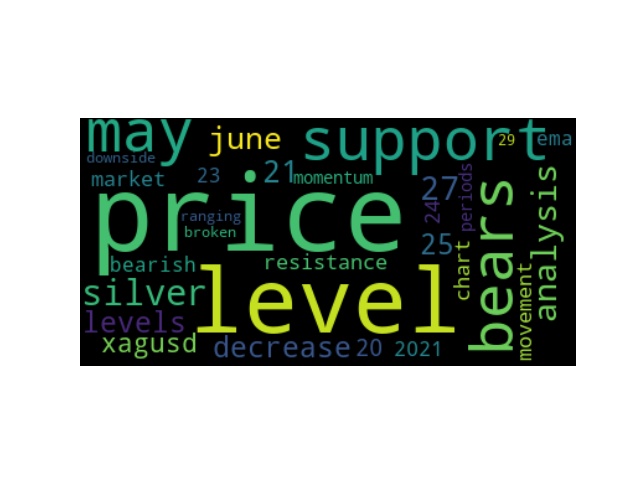 may
june
support
29
ema
downside
market
23
21
momentum
27
24
periods
price
ranging
broken
25
bears
analysis
bearish
resistance
chart
silver
level
levels
movement
xagusd
decrease
20
2021